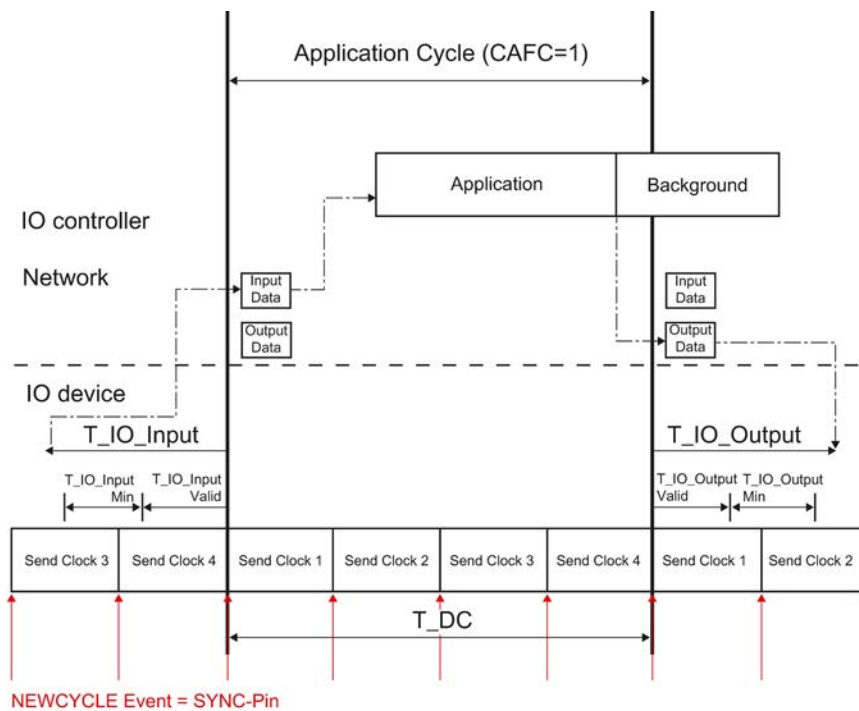 Application Cycle (CAFC=1)
Application
Background
IO controller
Network
Input
Data
Output
Data
Input
Data
Output
Data
IO device
T_IO_Input
T_IO_Output
T_IO_Input
Min
T_IO_Input
Valid
T_IO_Output
Valid
T_IO_Output
Min
Send Clock 3
Send Clock 4
Send Clock 1
Send Clock 2
Send Clock 3
Send Clock 4
Send Clock 1
Send Clock 2
T_DC
NEWCYCLE Event = SYNC-Pin